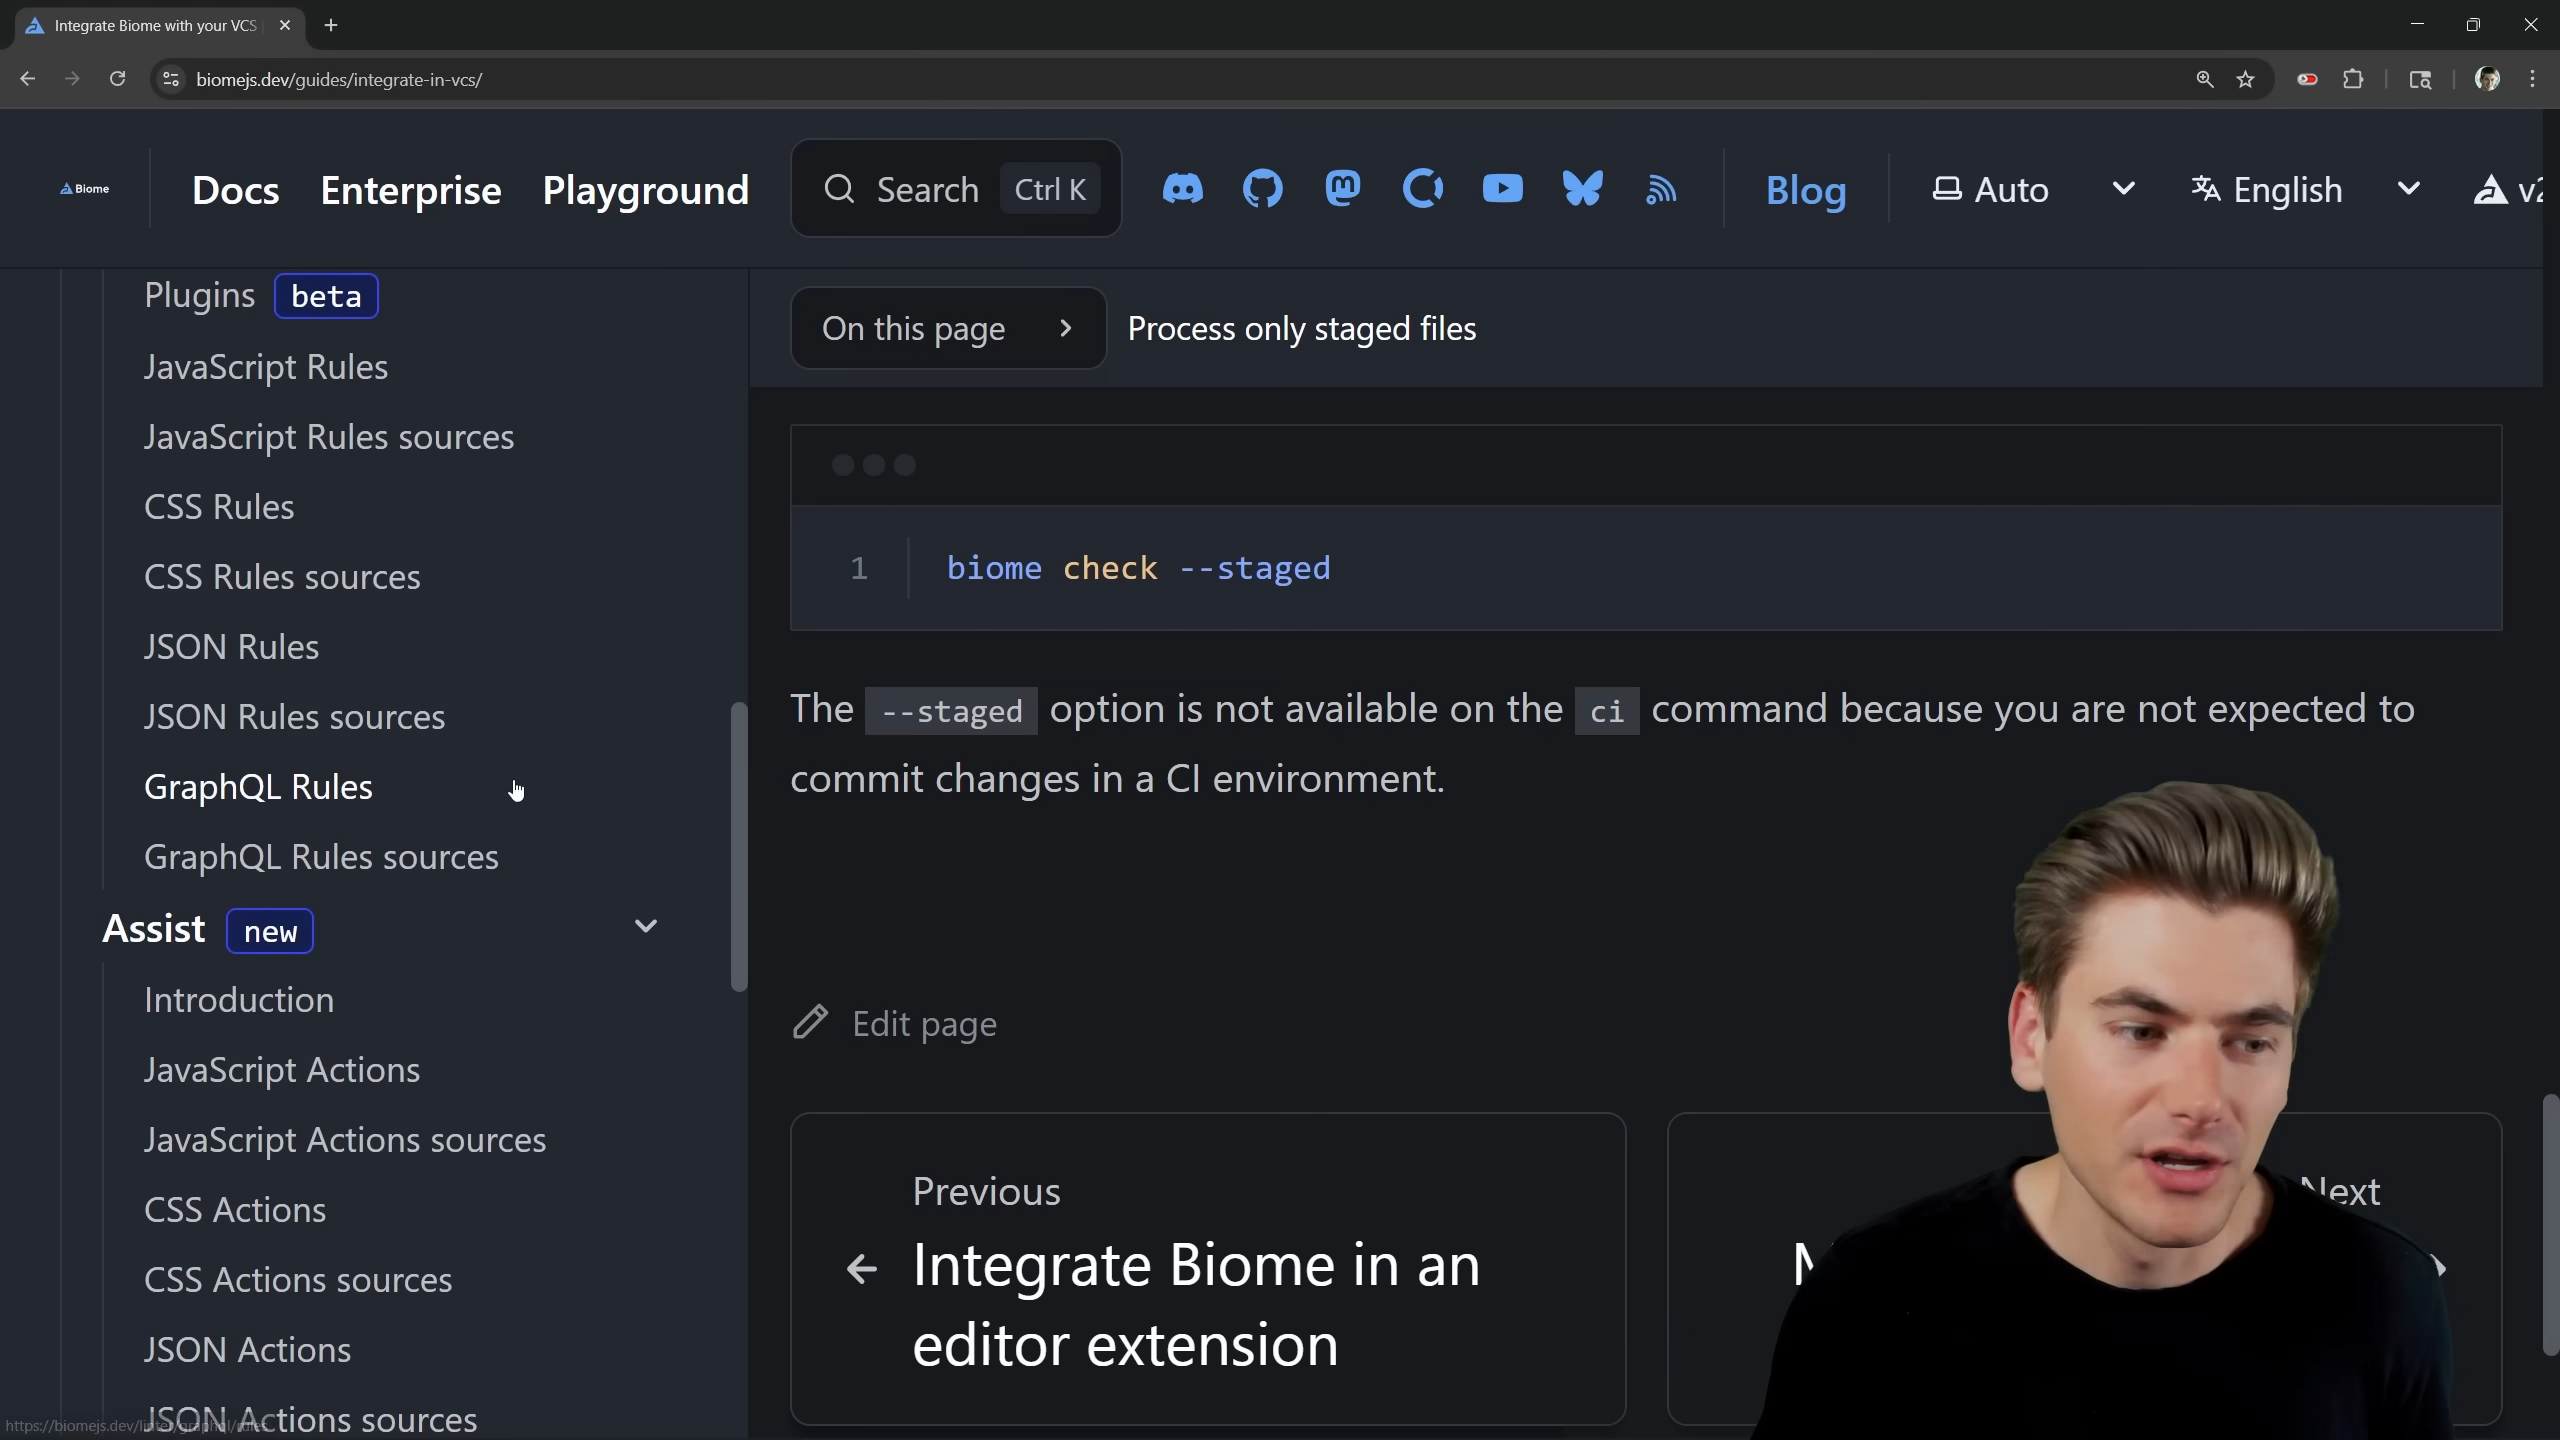 Integrate Biome with your VCS
biomejs.dev/guides/integrate-in-vcs/
Biome
Docs
Enterprise
Playground
Search
Ctrl K
Blog
Auto
English
Plugins beta
JavaScript Rules
JavaScript Rules sources
CSS Rules
CSS Rules sources
JSON Rules
JSON Rules sources
GraphQL Rules
GraphQL Rules sources
Assist new
Introduction
JavaScript Actions
JavaScript Actions sources
CSS Actions
CSS Actions sources
JSON Actions
JSON Actions sources
On this page
Process only staged files
1 biome check --staged
The --staged option is not available on the ci command because you are not expected to
commit changes in a CI environment.
Edit page
Previous
Integrate Biome in an
editor extension
Next